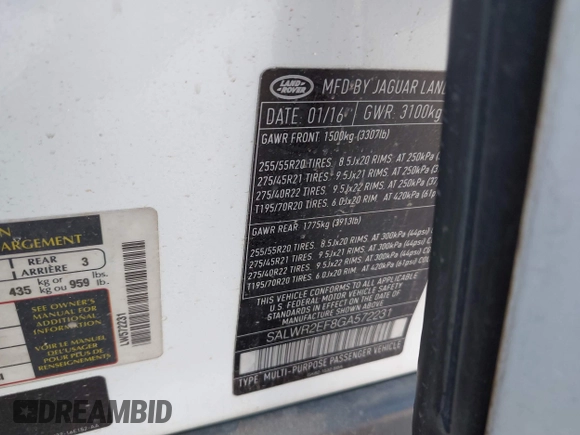 LAND
ROVER
MFD BY JAGUAR LAND
DATE: 01/16 GWR: 3100kg
GAWR FRONT: 1500kg (3307lb)
255/55R20 TIRES. 8.5Jx20 RIMS. AT 250kPa
275/45R21 TIRES. 9.5Jx21 RIMS. AT 250kPa
275/40R22 TIRES. 9.5Jx22 RIMS. AT 250kPa (37
T195/70R20 TIRES. 6.0Jx20 RIM. AT 420kPa (61p
GAWR REAR: 1775kg (3913lb)
255/55R20 TIRES. 8.5Jx20 RIMS. AT 300kPa (44psi)
275/45R21 TIRES. 9.5Jx21 RIMS. AT 300kPa (44psi)
275/40R22 TIRES. 9.5Jx22 RIMS. AT 300kPa (44psi)
T195/70R20 TIRES. 6.0Jx20 RIM. AT 420kPa (61psi)
THIS VEHICLE CONFORMS TO ALL APPLICABLE
U.S. FEDERAL MOTOR VEHICLE SAFETY
STANDARDS IN EFFECT ON THE DATE OF
MANUFACTURE SHOWN ABOVE.
SALWR2EF8GA572231
TYPE: MULTI-PURPOSE PASSENGER VEHICLE
ARGEMENT
REAR 3
ARRIÈRE
435 kg or lbs.
kg ou 959 lb.
SEE OWNER'S
MANUAL FOR
ADDITIONAL
INFORMATION
VOIR LE MANUEL
DE L'USAGER
POUR PLUS DE
RENSEIGNEMENTS
LW572231
DREAMBID